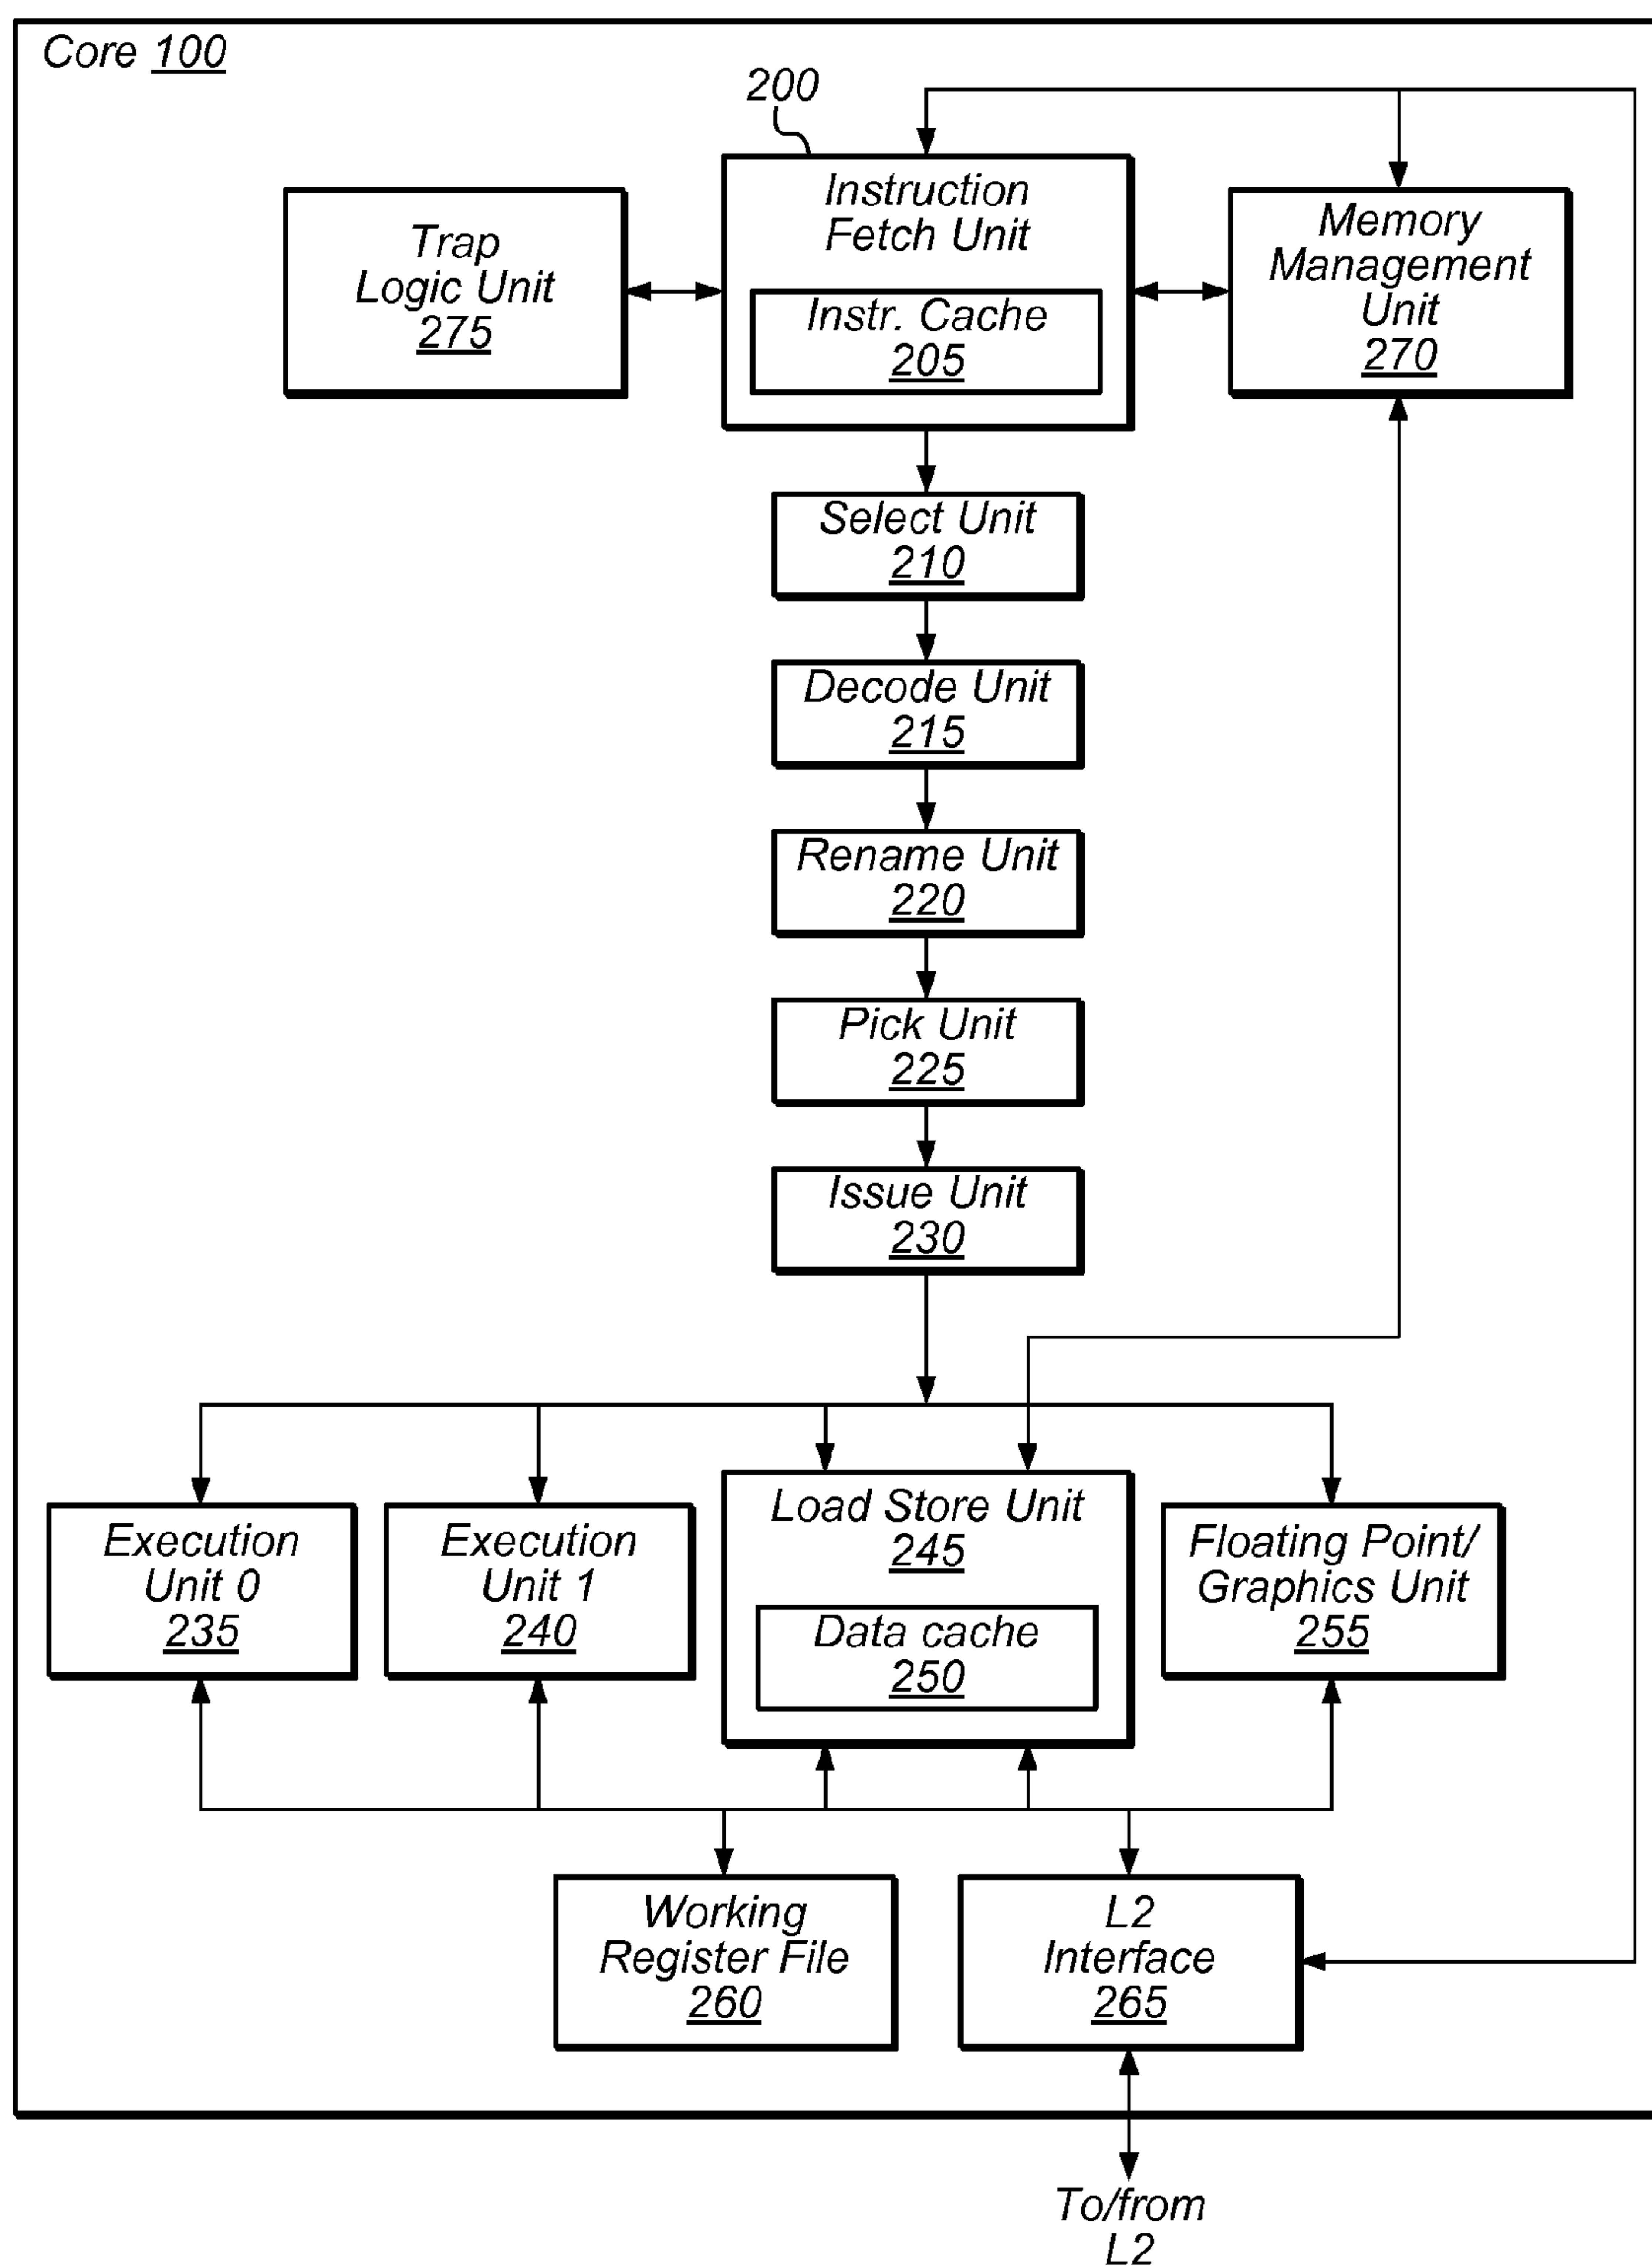 Core 100
200
Instruction
Fetch Unit
Instr. Cache
205
Trap
Logic Unit
275
Memory
Management
Unit
270
Select Unit
210
Decode Unit
215
Rename Unit
220
Pick Unit
225
Issue Unit
230
Execution
Unit 0
235
Execution
Unit 1
240
Load Store Unit
245
Data cache
250
Floating Point/
Graphics Unit
255
Working
Register File
260
L2
Interface
265
To/from
L2